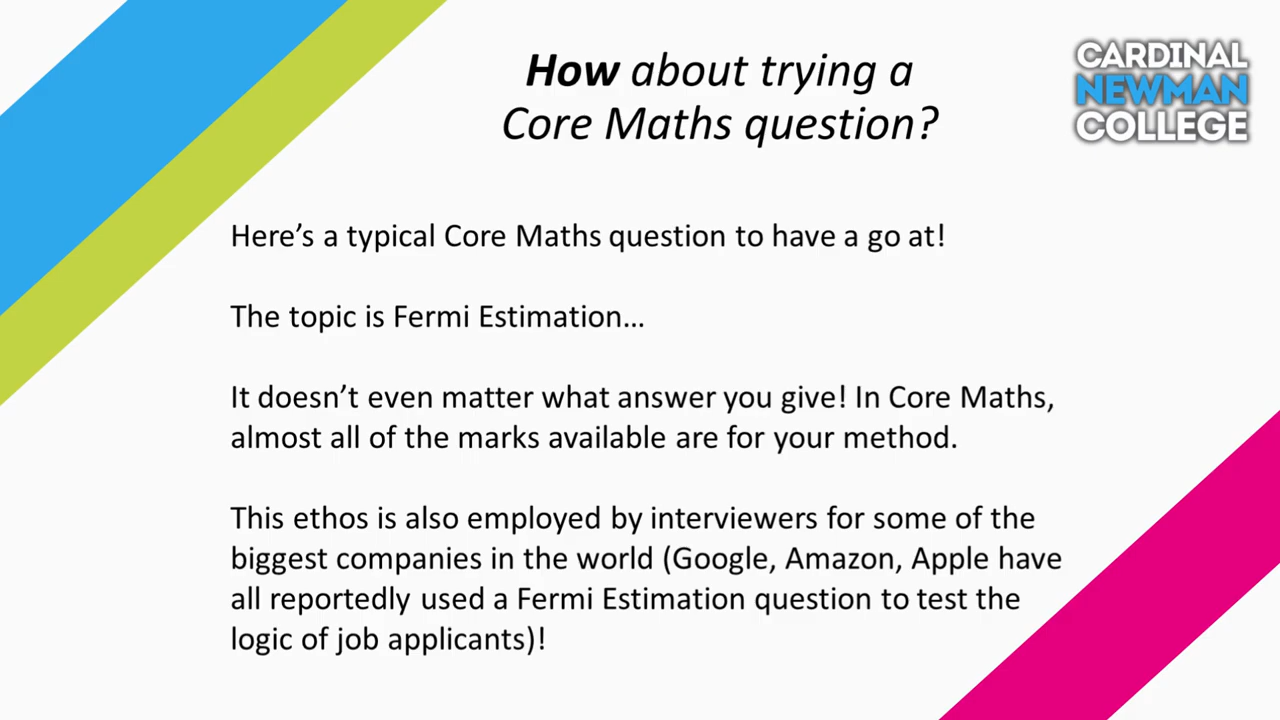 How about trying a
Core Maths question?
CARDINAL
NEWMAN
COLLEGE
Here’s a typical Core Maths question to have a go at!
The topic is Fermi Estimation...
It doesn’t even matter what answer you give! In Core Maths,
almost all of the marks available are for your method.
This ethos is also employed by interviewers for some of the
biggest companies in the world (Google, Amazon, Apple have
all reportedly used a Fermi Estimation question to test the
logic of job applicants)!